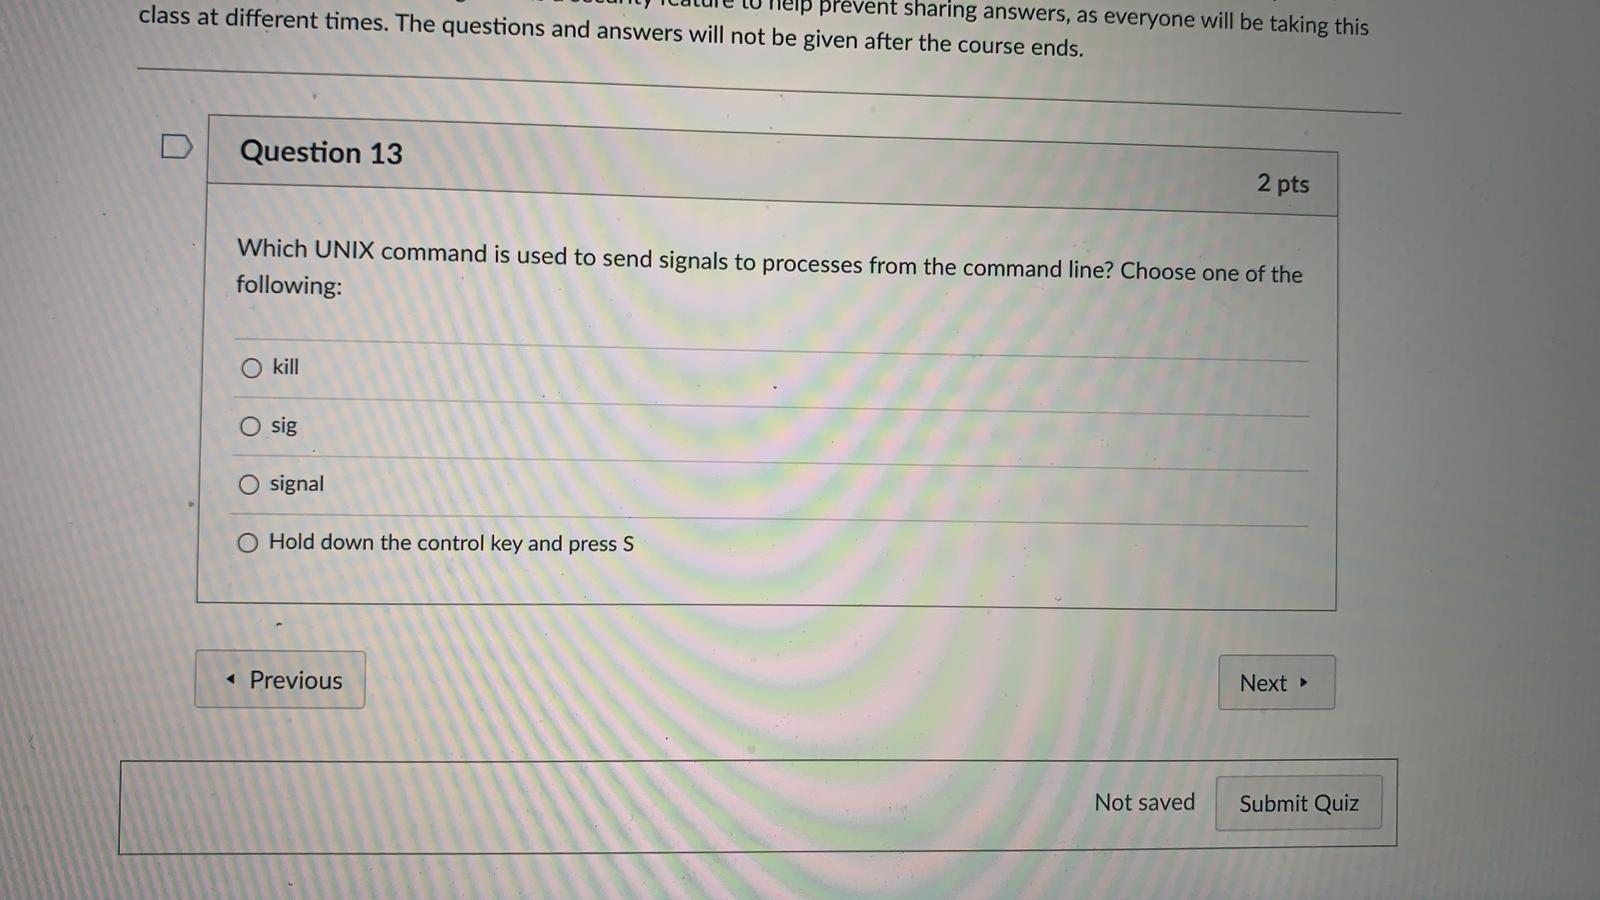 to help prevent sharing answers, as everyone will be taking this
class at different times. The questions and answers will not be given after the course ends.
Question 13
2 pts
Which UNIX command is used to send signals to processes from the command line? Choose one of the
following:
kill
sig
signal
Hold down the control key and press S
Previous
Next
Not saved
Submit Quiz